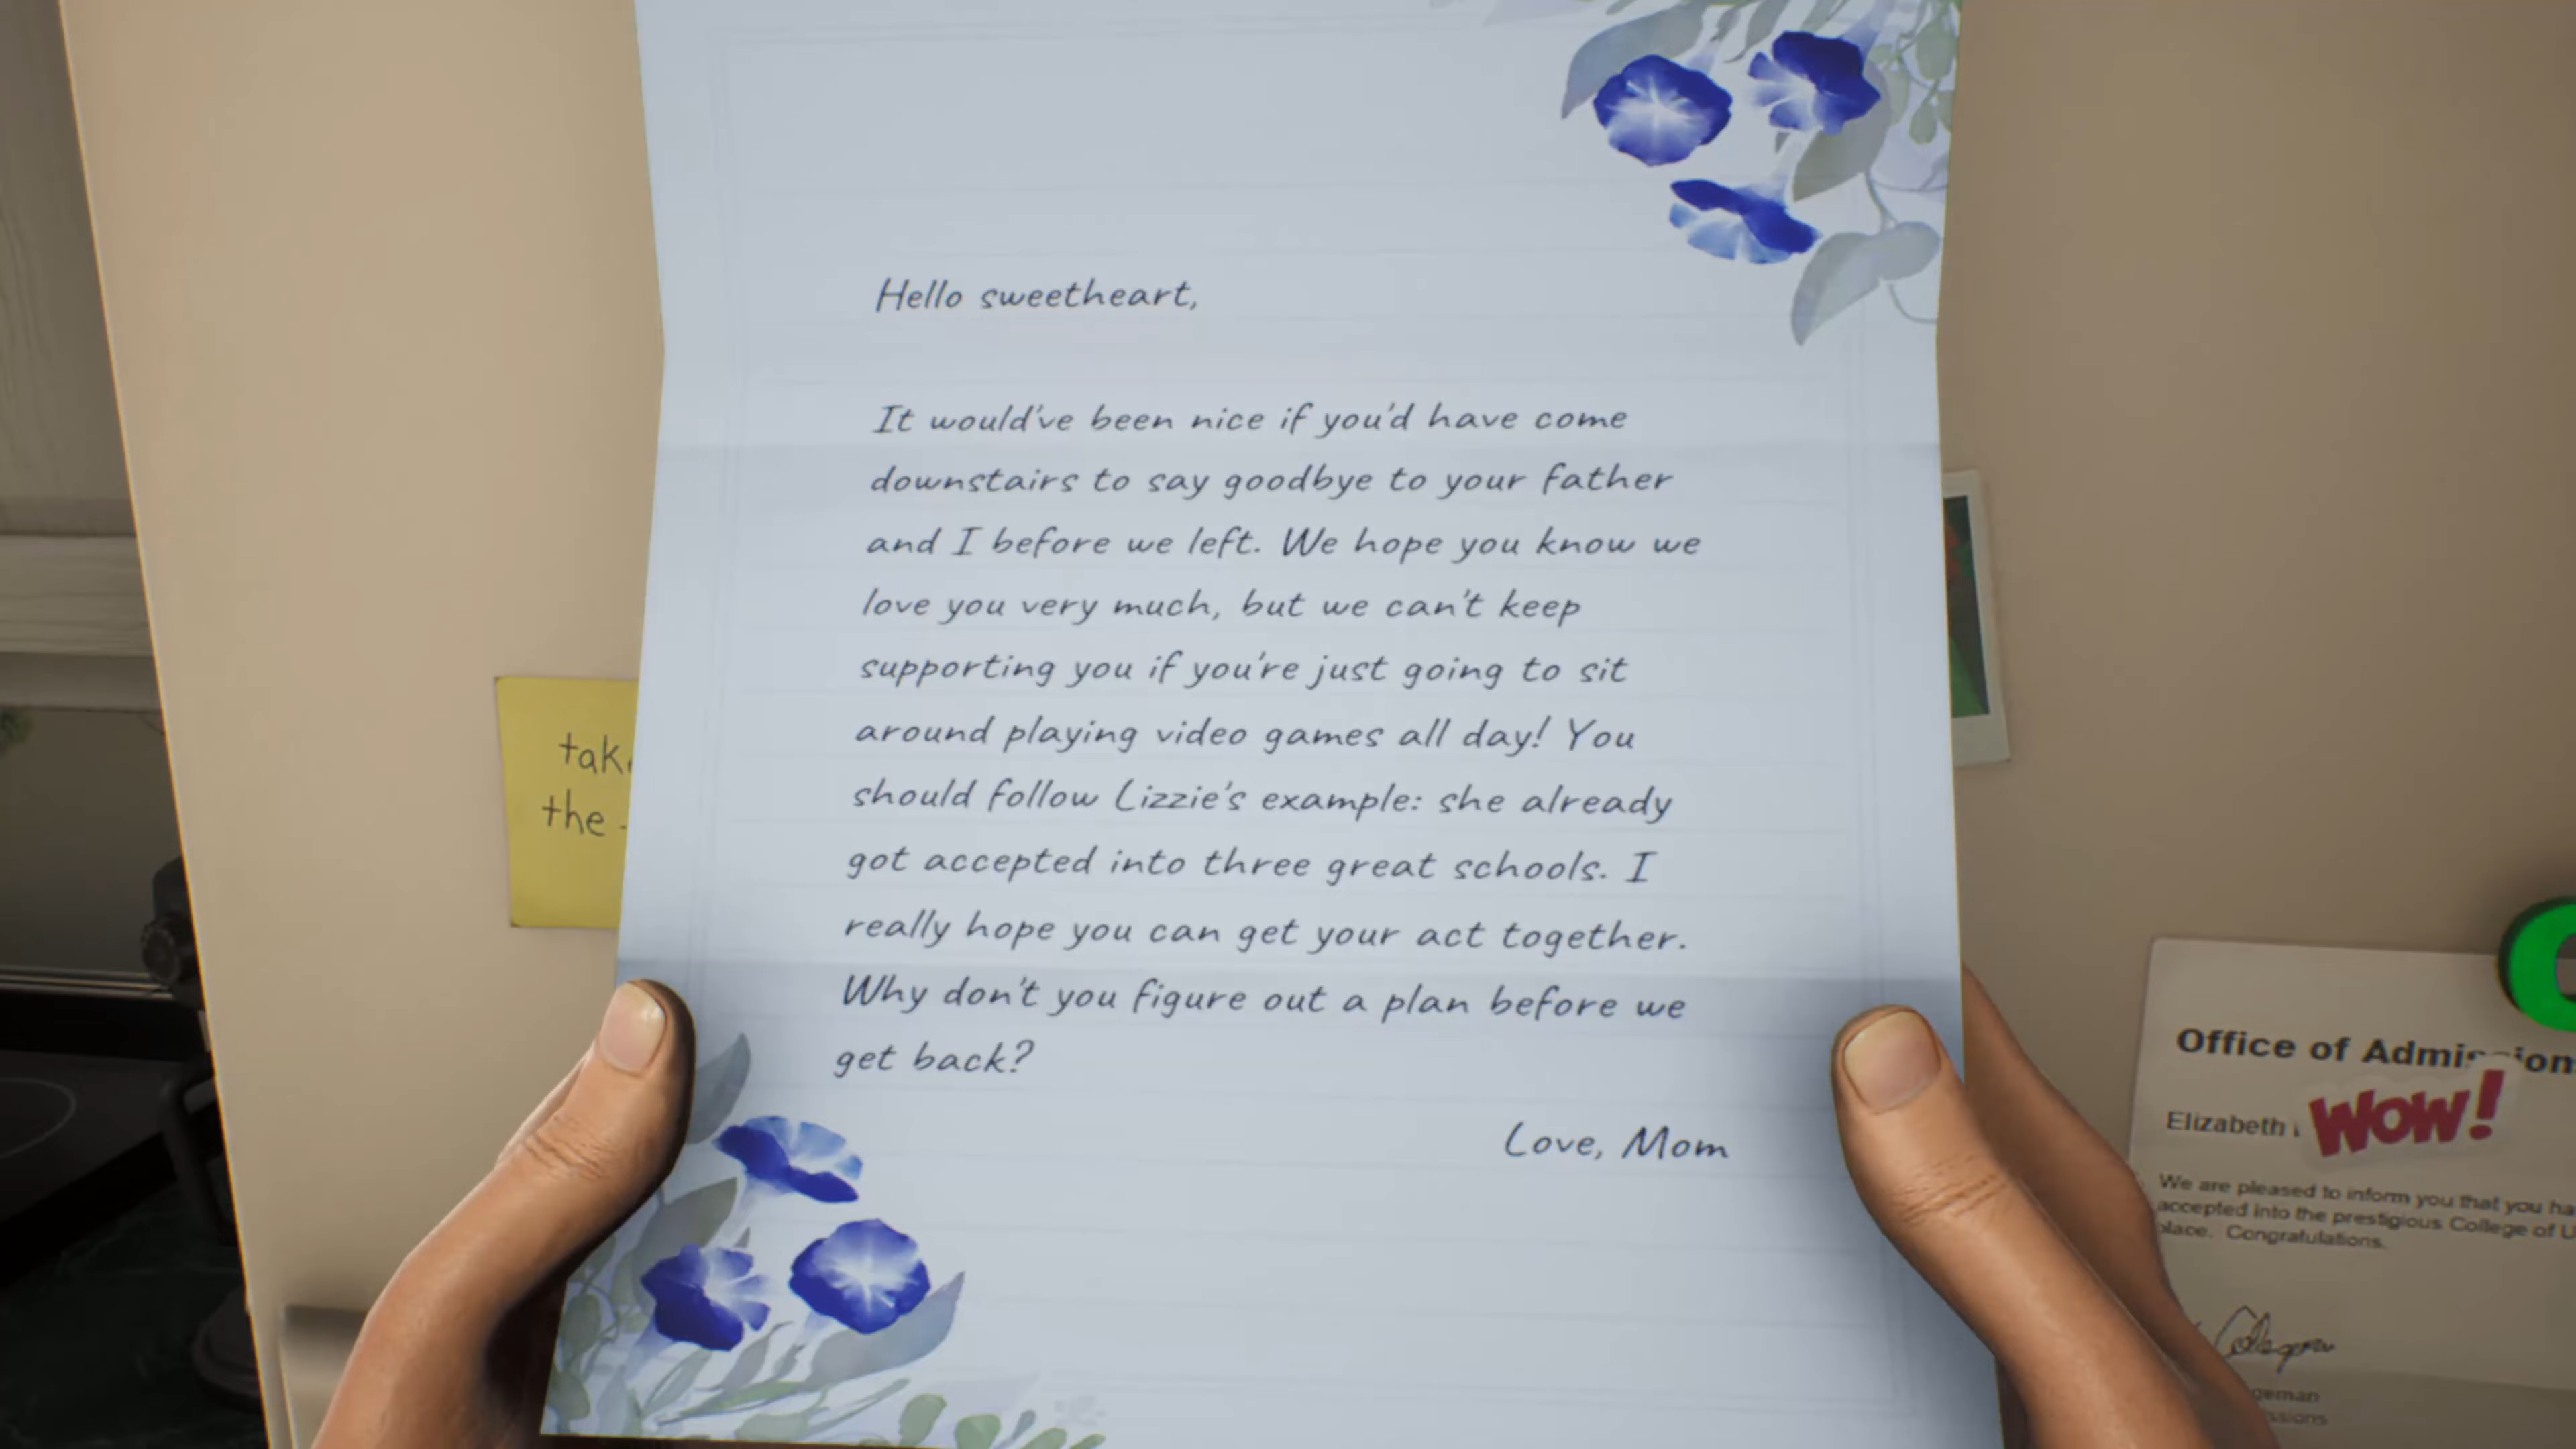 Hello sweetheart,
It would've been nice if you'd have come
downstairs to say goodbye to your father
and I before we left. We hope you know we
love you very much, but we can't keep
supporting you if you're just going to sit
around playing video games all day! You
should follow Lizzie's example: she already
got accepted into three great schools. I
really hope you can get your act together.
Why don't you figure out a plan before we
get back?
Love, Mom
the
Office of
Elizabeth
WOW!
We are pleased to inform you that you
accepted into the prestigious College of
place. Congratulations.